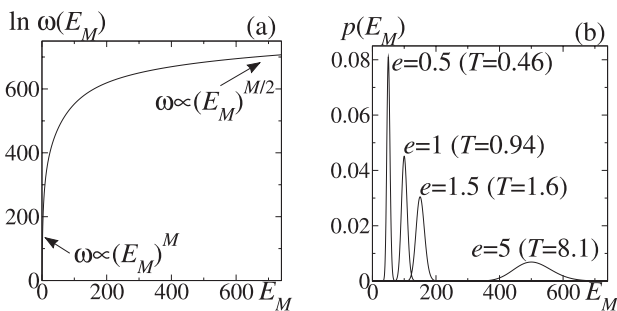 ln ω(E_M) (a)
600
400
200
0
ω∝(E_M)^{M/2}
ω∝(E_M)^M
0 200 400 600 E_M
p(E_M) (b)
0.08
0.06
0.04
0.02
0
e=0.5 (T=0.46)
e=1 (T=0.94)
e=1.5 (T=1.6)
e=5 (T=8.1)
0 200 400 600 E_M